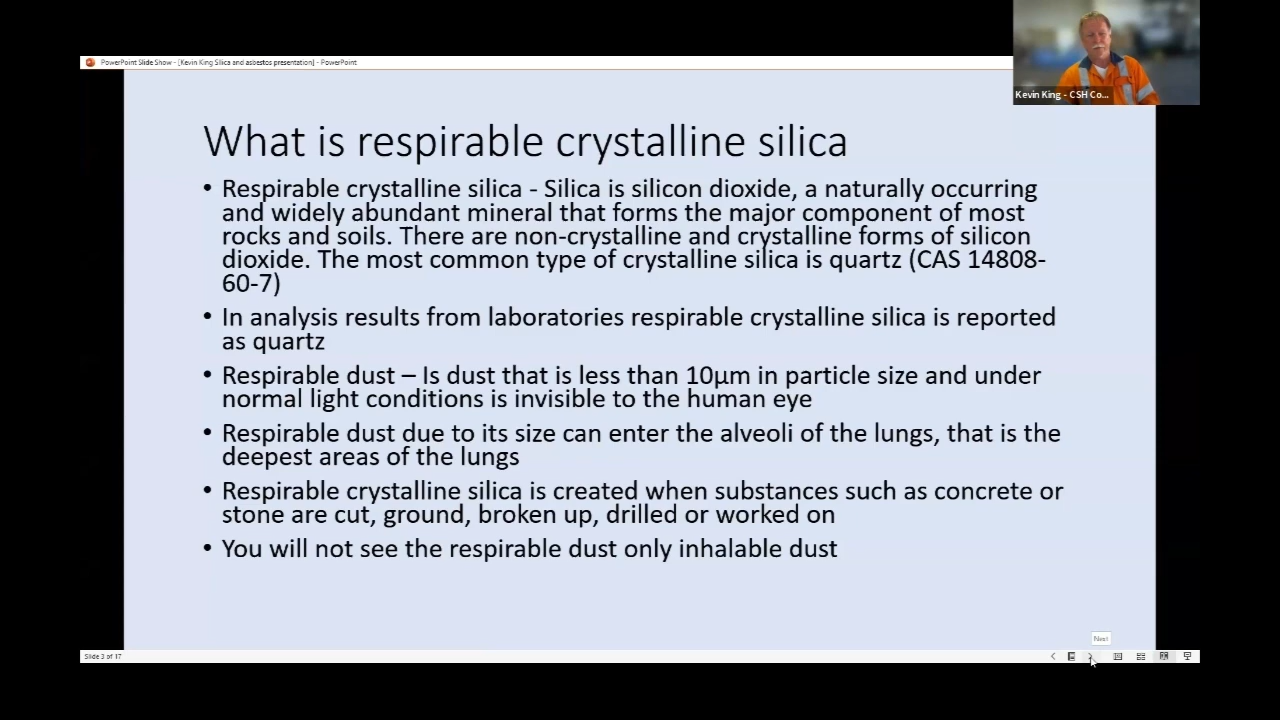 PowerPoint Slide Show - [Kevin King Silica and asbestos presentation] - PowerPoint
Kevin King - CSH Co...
What is respirable crystalline silica
• Respirable crystalline silica - Silica is silicon dioxide, a naturally occurring
and widely abundant mineral that forms the major component of most
rocks and soils. There are non-crystalline and crystalline forms of silicon
dioxide. The most common type of crystalline silica is quartz (CAS 14808-
60-7)
• In analysis results from laboratories respirable crystalline silica is reported
as quartz
• Respirable dust – Is dust that is less than 10µm in particle size and under
normal light conditions is invisible to the human eye
• Respirable dust due to its size can enter the alveoli of the lungs, that is the
deepest areas of the lungs
• Respirable crystalline silica is created when substances such as concrete or
stone are cut, ground, broken up, drilled or worked on
• You will not see the respirable dust only inhalable dust
Next
Slide 3 of 17